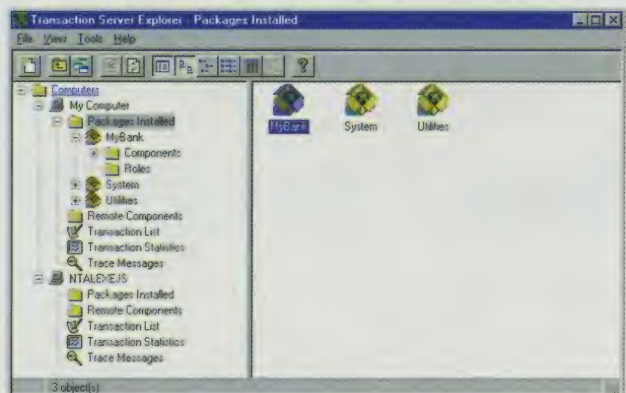 Transaction Server Explorer - Packages Installed
File View Tools Help
Computers
My Computer
Packages Installed
MyBank
Components
Roles
System
Utilities
Remote Components
Transaction List
Transaction Statistics
Trace Messages
NTALEXEJS
Packages Installed
Remote Components
Transaction List
Transaction Statistics
Trace Messages
MyBank System Utilities
3 object(s)